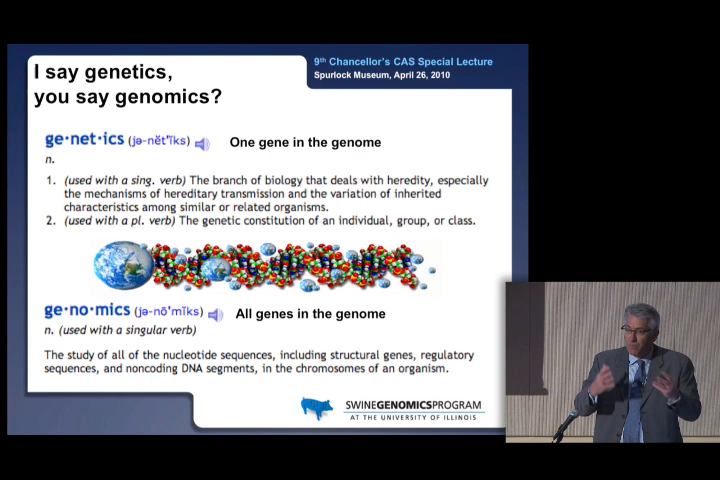 I say genetics,
you say genomics?
9th Chancellor's CAS Special Lecture
Spurlock Museum, April 26, 2010
ge•net•ics (jə-nĕt'ĭks) One gene in the genome
n.
1. (used with a sing. verb) The branch of biology that deals with heredity, especially
the mechanisms of hereditary transmission and the variation of inherited
characteristics among similar or related organisms.
2. (used with a pl. verb) The genetic constitution of an individual, group, or class.
ge•no•mics (jə-nō'mĭks) All genes in the genome
n. (used with a singular verb)
The study of all of the nucleotide sequences, including structural genes, regulatory
sequences, and noncoding DNA segments, in the chromosomes of an organism.
SWINEGENOMICSPROGRAM
AT THE UNIVERSITY OF ILLINOIS